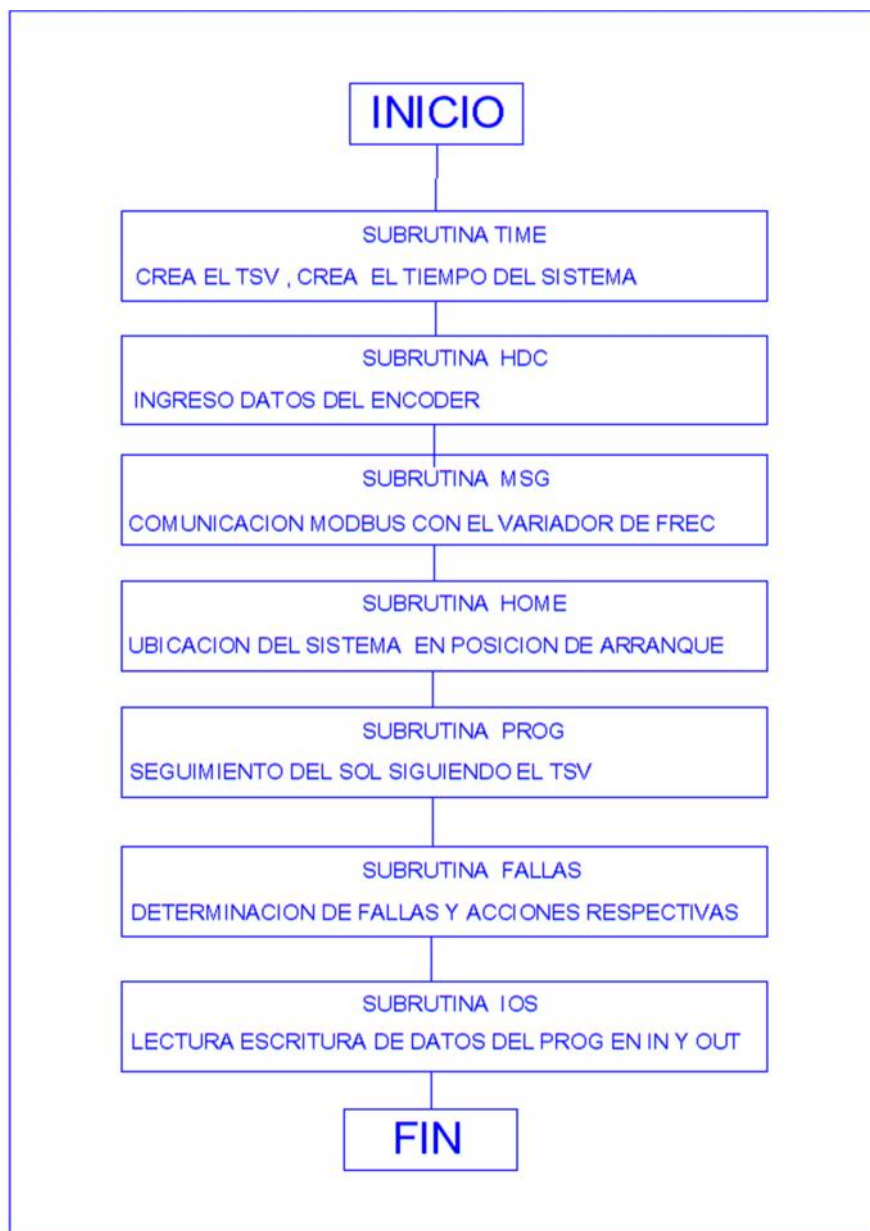 INICIO
SUBRUTINA TIME
CREA EL TSV , CREA EL TIEMPO DEL SISTEMA
SUBRUTINA HDC
INGRESO DATOS DEL ENCODER
SUBRUTINA MSG
COMUNICACION MODBUS CON EL VARIADOR DE FREC
SUBRUTINA HOME
UBICACION DEL SISTEMA EN POSICION DE ARRANQUE
SUBRUTINA PROG
SEGUIMIENTO DEL SOL SIGUIENDO EL TSV
SUBRUTINA FALLAS
DETERMINACION DE FALLAS Y ACCIONES RESPECTIVAS
SUBRUTINA IOS
LECTURA ESCRITURA DE DATOS DEL PROG EN IN Y OUT
FIN